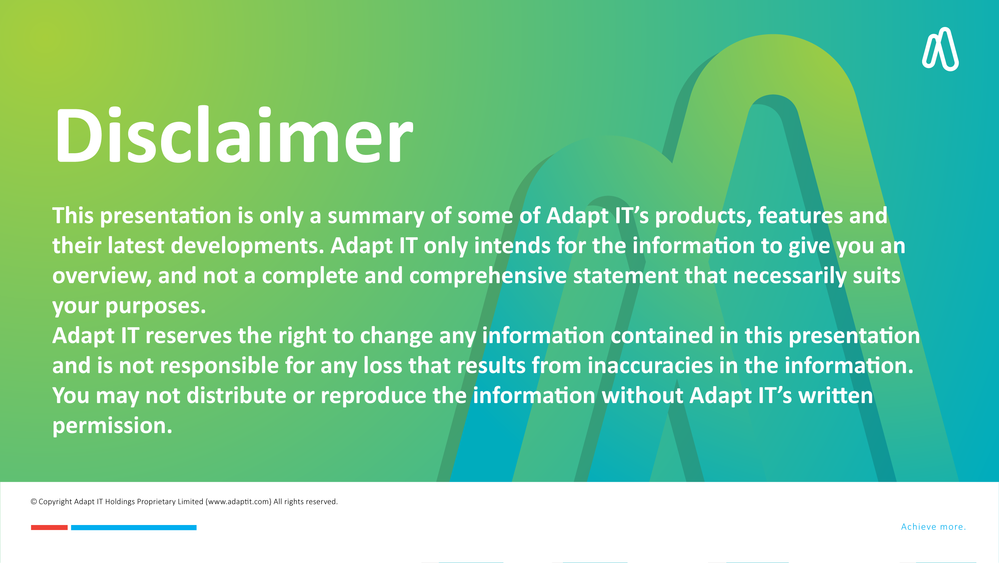 Disclaimer
This presentation is only a summary of some of Adapt IT’s products, features and
their latest developments. Adapt IT only intends for the information to give you an
overview, and not a complete and comprehensive statement that necessarily suits
your purposes.
Adapt IT reserves the right to change any information contained in this presentation
and is not responsible for any loss that results from inaccuracies in the information.
You may not distribute or reproduce the information without Adapt IT’s written
permission.
© Copyright Adapt IT Holdings Proprietary Limited (www.adaptit.com) All rights reserved.
Achieve more.